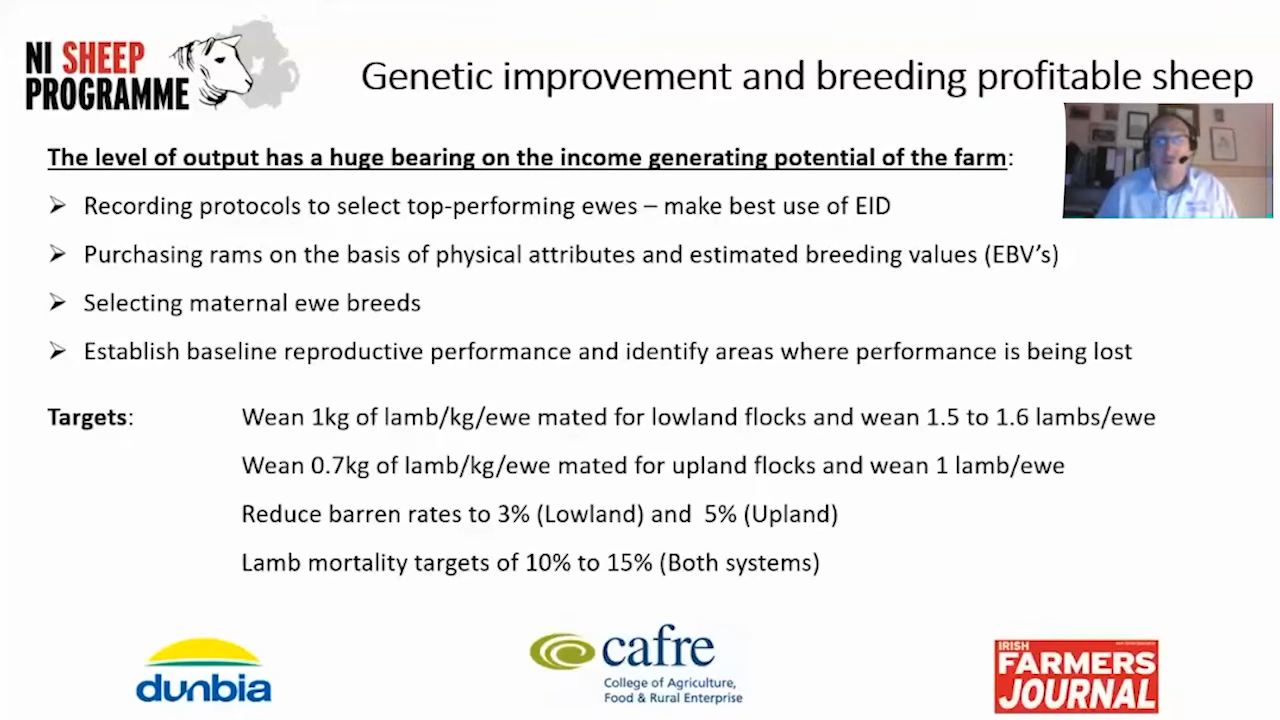 NI SHEEP
PROGRAMME
Genetic improvement and breeding profitable sheep
The level of output has a huge bearing on the income generating potential of the farm:
Recording protocols to select top-performing ewes – make best use of EID
Purchasing rams on the basis of physical attributes and estimated breeding values (EBV’s)
Selecting maternal ewe breeds
Establish baseline reproductive performance and identify areas where performance is being lost
Targets: Wean 1kg of lamb/kg/ewe mated for lowland flocks and wean 1.5 to 1.6 lambs/ewe
Wean 0.7kg of lamb/kg/ewe mated for upland flocks and wean 1 lamb/ewe
Reduce barren rates to 3% (Lowland) and 5% (Upland)
Lamb mortality targets of 10% to 15% (Both systems)
dunbia
cafre
College of Agriculture,
Food & Rural Enterprise
IRISH
FARMERS
JOURNAL